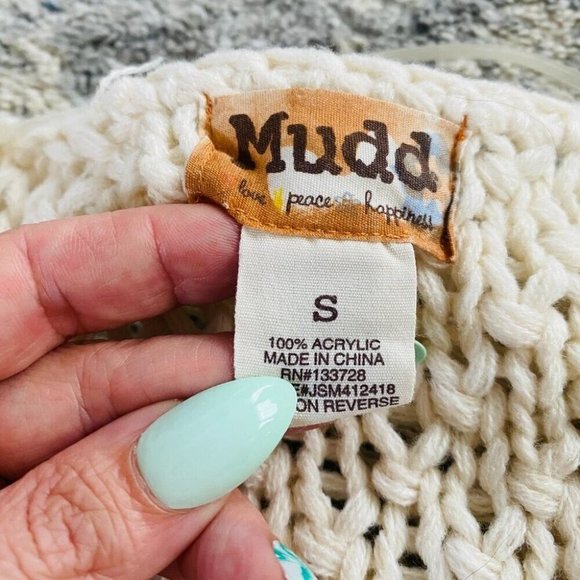 Mudd
love peace happiness
S
100% ACRYLIC
MADE IN CHINA
RN#133728
E#JSM412418
ON REVERSE